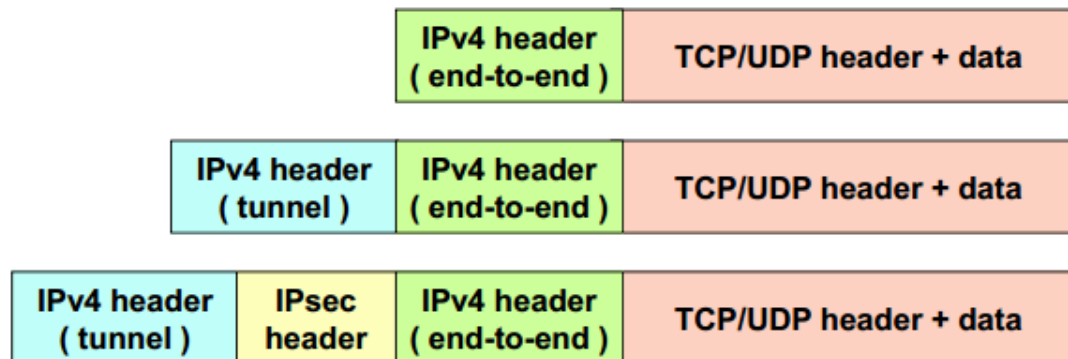 IPv4 header
( end-to-end )
TCP/UDP header + data
IPv4 header
( tunnel )
IPv4 header
( end-to-end )
TCP/UDP header + data
IPv4 header
( tunnel )
IPsec
header
IPv4 header
( end-to-end )
TCP/UDP header + data